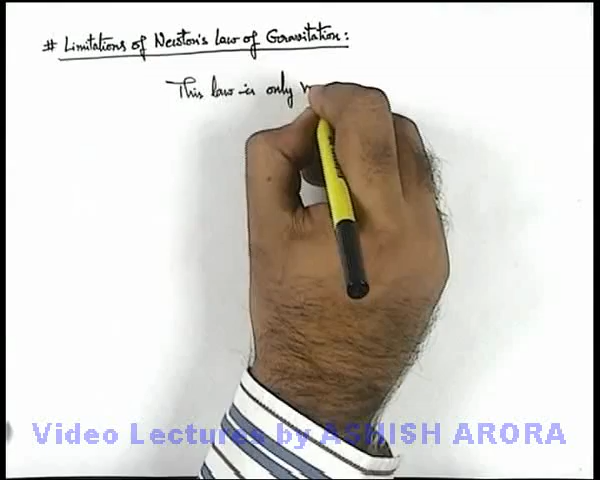 # Limitations of Newton's Law of Gravitation:
This law is only
Video Lectures by ASHISH ARORA